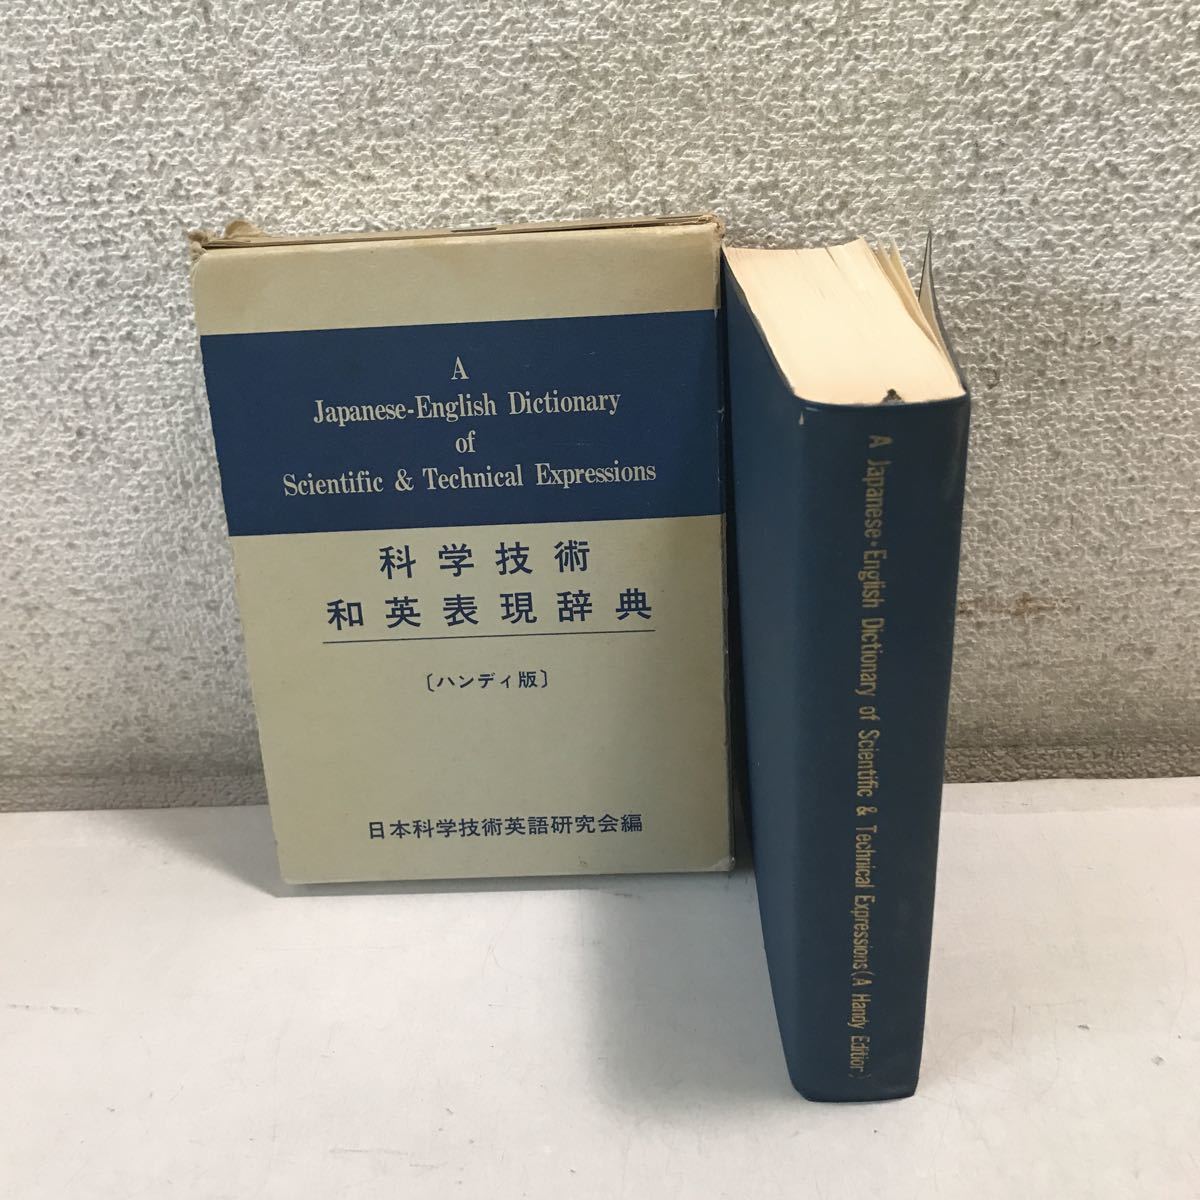 A
Japanese-English Dictionary
of
Scientific & Technical Expressions
科学技術
和英表現辞典
〔ハンディ版〕
日本科学技術英語研究会編
A Japanese・English Dictionary of Scientific & Technical Expressions(A Handy Edition)